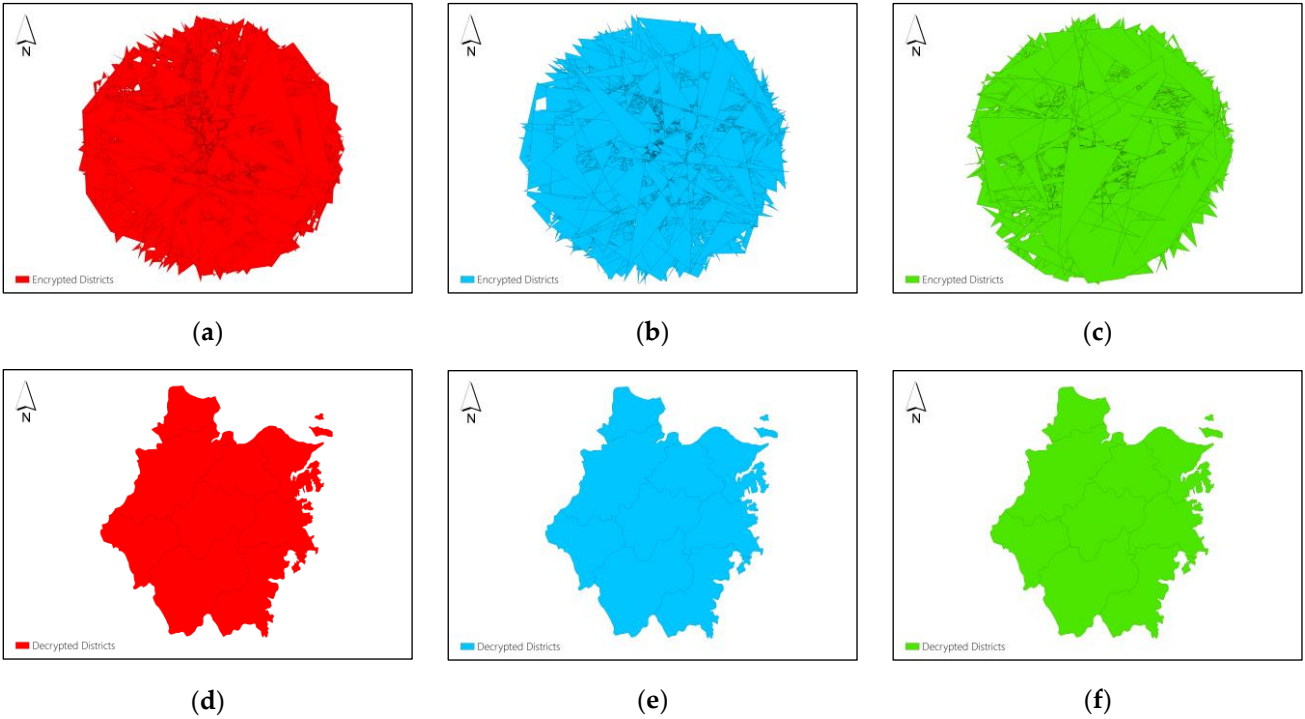 N
N
N
Encrypted Districts
Encrypted Districts
Encrypted Districts
(a)
(b)
(c)
N
N
N
Decrypted Districts
Decrypted Districts
Decrypted Districts
(d)
(e)
(f)